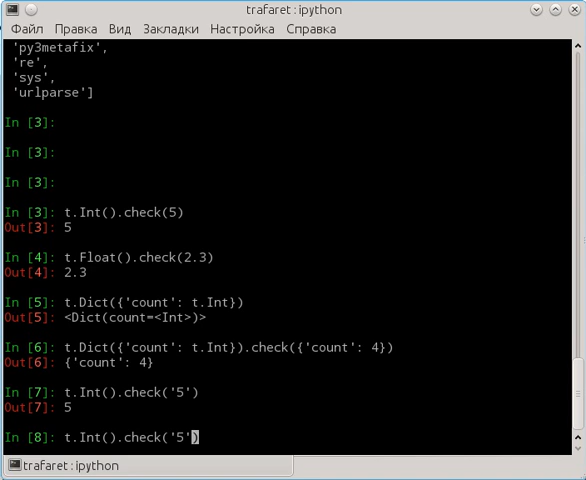 trafaret : ipython
Файл Правка Вид Закладки Настройка Справка
'py3metafix',
're',
'sys',
'urlparse']
In [3]:
In [3]:
In [3]:
In [3]: t.Int().check(5)
Out[3]: 5
In [4]: t.Float().check(2.3)
Out[4]: 2.3
In [5]: t.Dict({'count': t.Int})
Out[5]: <Dict(count=<Int>)>
In [6]: t.Dict({'count': t.Int}).check({'count': 4})
Out[6]: {'count': 4}
In [7]: t.Int().check('5')
Out[7]: 5
In [8]: t.Int().check('5')
trafaret : ipython